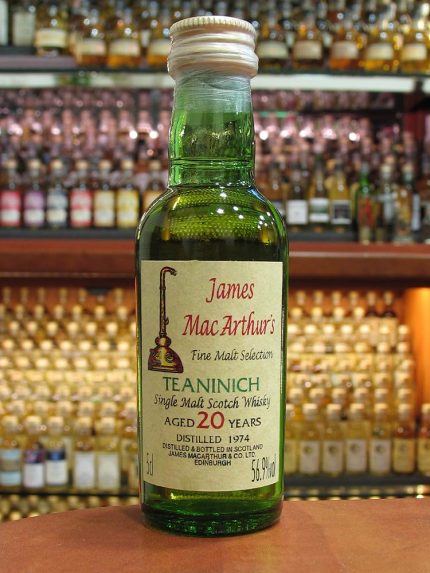 James
MacArthur's
Fine Malt Selection
TEANINICH
Single Malt Scotch Whisky
AGED 20 YEARS
DISTILLED 1974
DISTILLED & BOTTLED IN SCOTLAND
JAMES MACARTHUR & CO. LTD.
EDINBURGH
5cl 56.9%vol